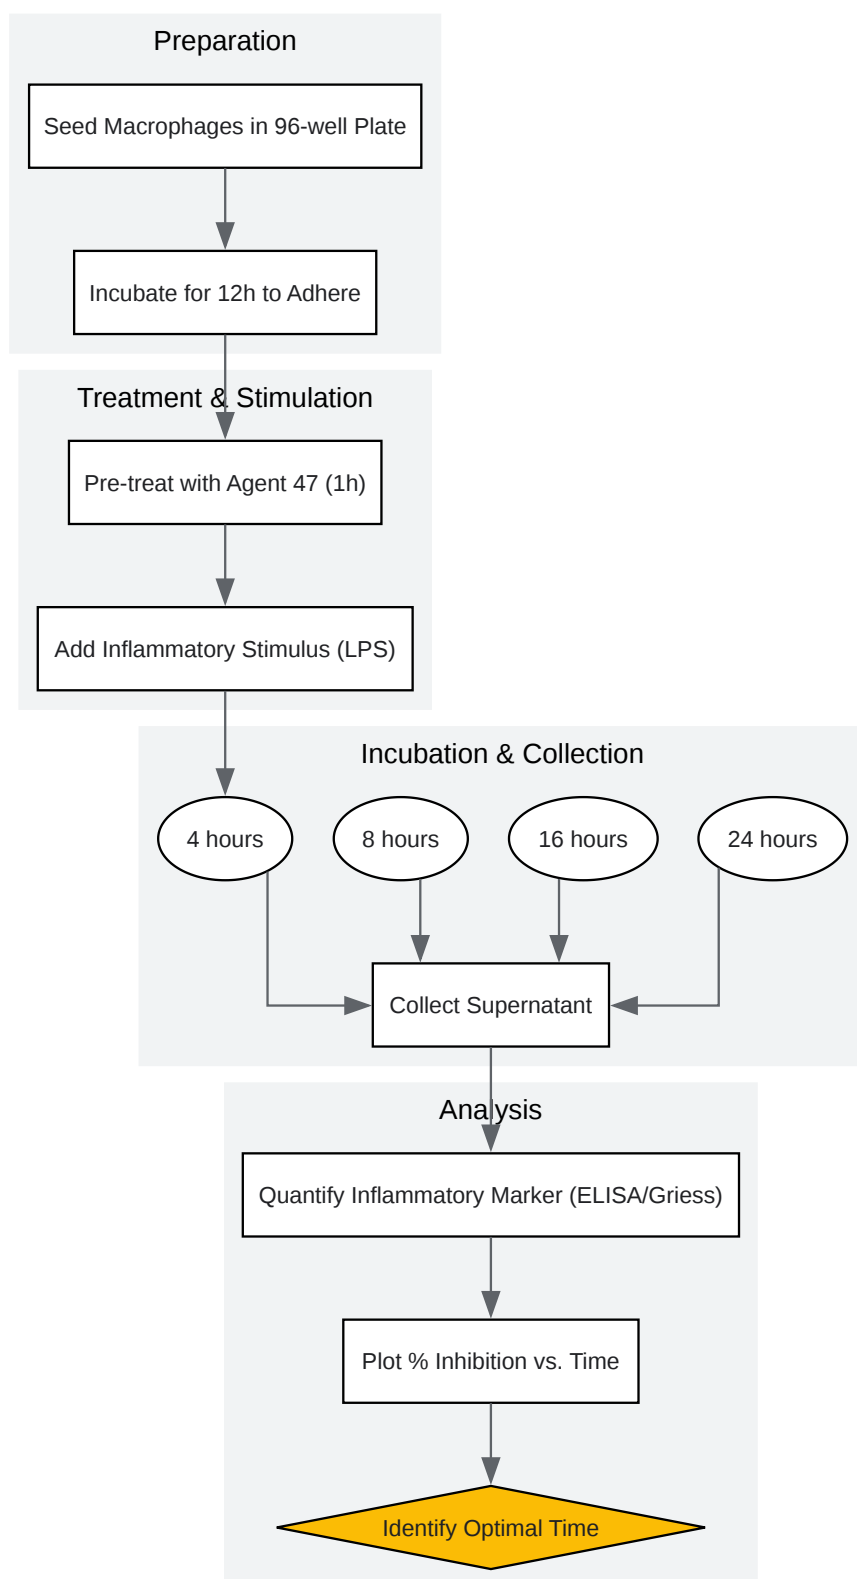 Preparation
Seed Macrophages in 96-well Plate
Incubate for 12h to Adhere
Treatment & Stimulation
Pre-treat with Agent 47 (1h)
Add Inflammatory Stimulus (LPS)
Incubation & Collection
4 hours
8 hours
16 hours
24 hours
Collect Supernatant
Analysis
Quantify Inflammatory Marker (ELISA/Griess)
Plot % Inhibition vs. Time
Identify Optimal Time